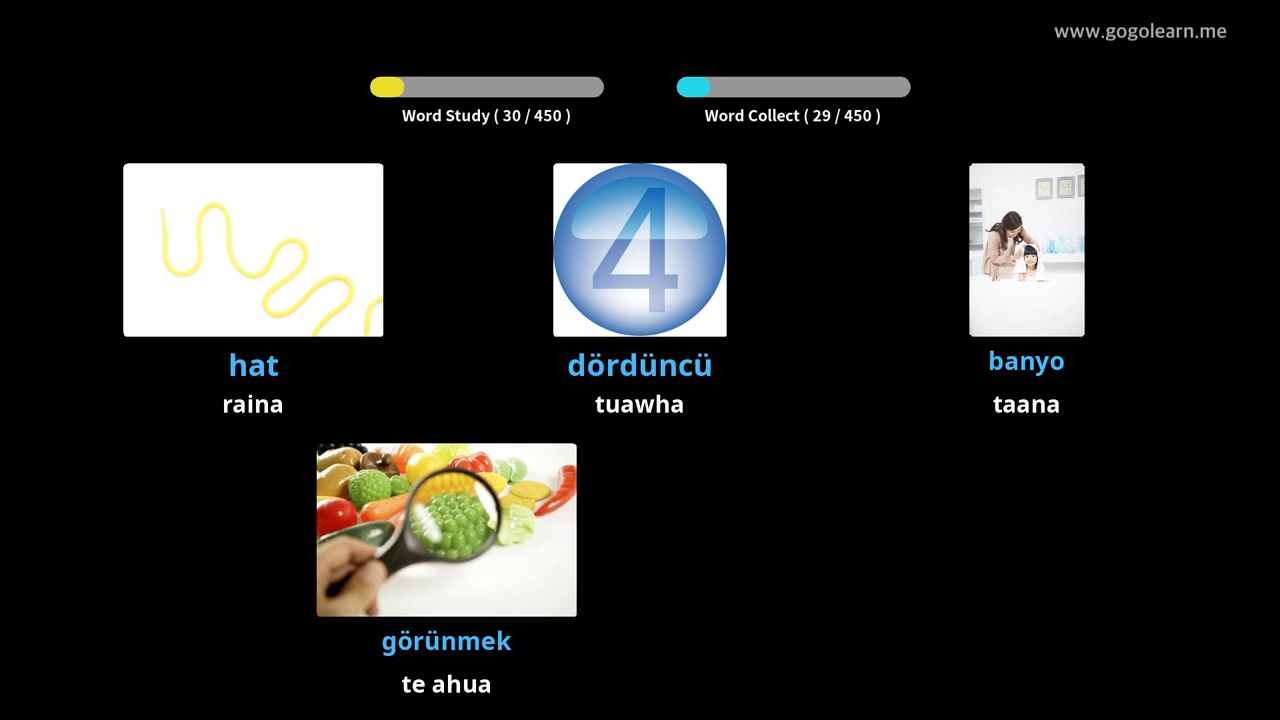 www.gogolearn.me
Word Study ( 30 / 450 )
Word Collect ( 29 / 450 )
4
hat
raina
dördüncü
tuawha
banyo
taana
görünmek
te ahua